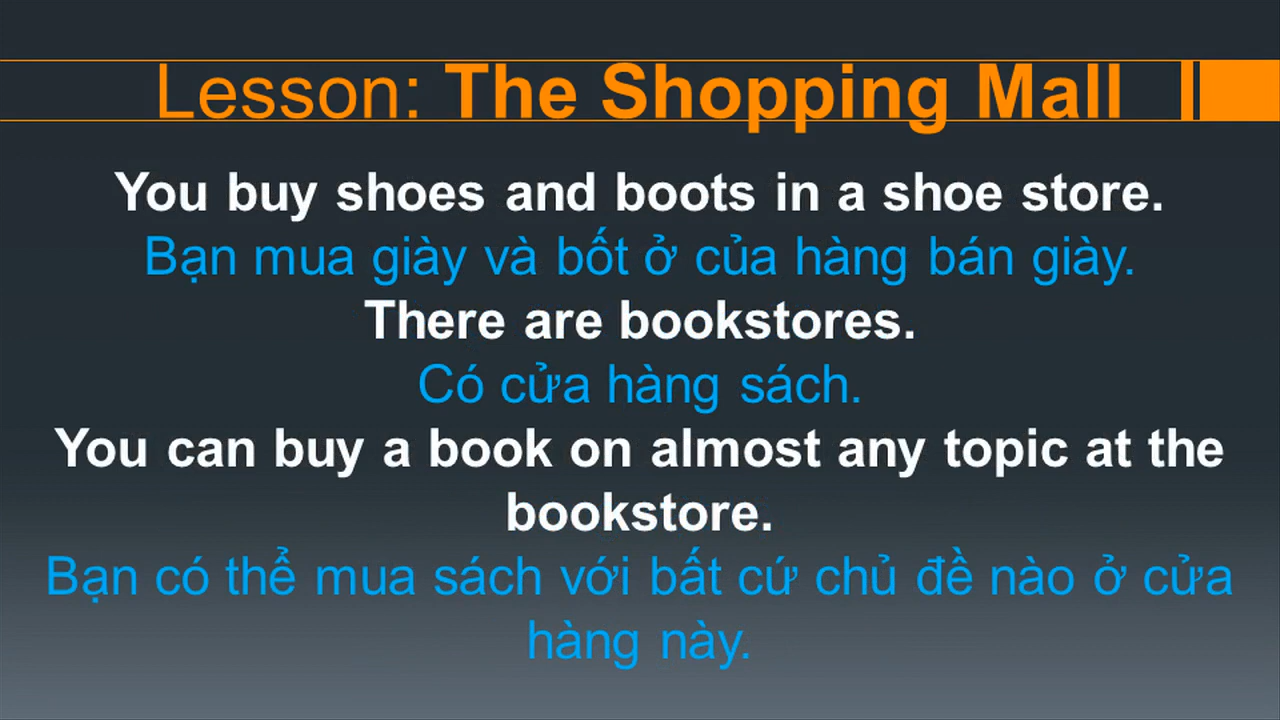 Lesson: The Shopping Mall
You buy shoes and boots in a shoe store.
Bạn mua giày và bốt ở của hàng bán giày.
There are bookstores.
Có cửa hàng sách.
You can buy a book on almost any topic at the
bookstore.
Bạn có thể mua sách với bất cứ chủ đề nào ở cửa
hàng này.